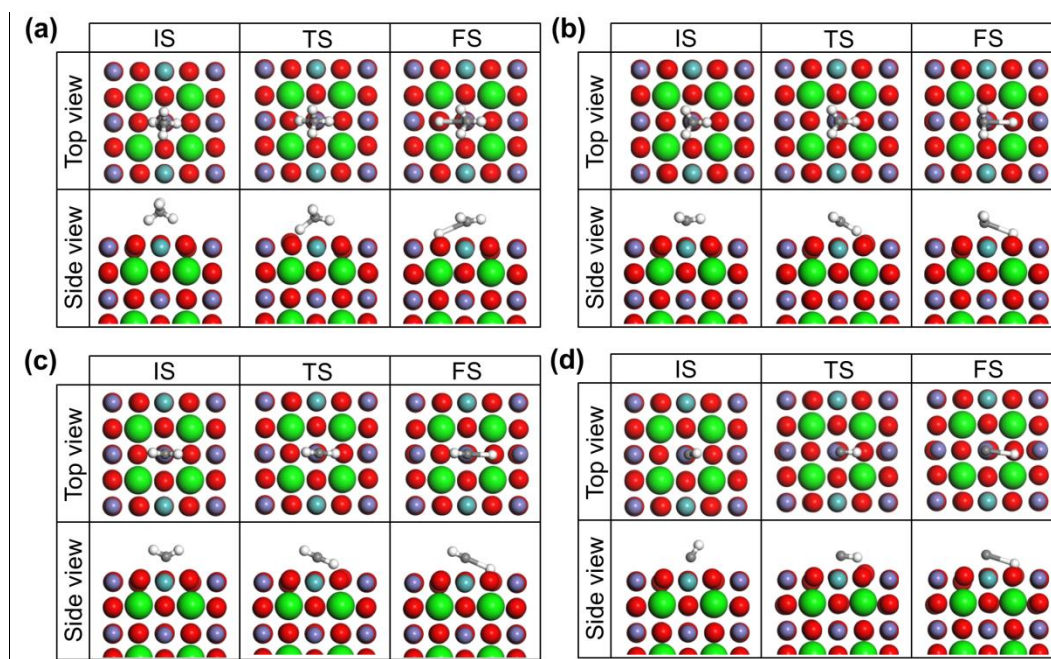 (a)
IS TS FS
Top view
Side view
(b)
IS TS FS
Top view
Side view
(c)
IS TS FS
Top view
Side view
(d)
IS TS FS
Top view
Side view